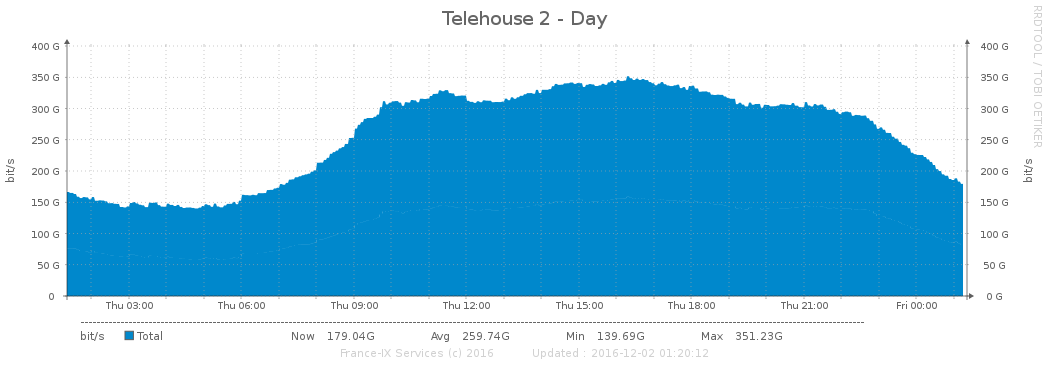 Telehouse 2 - Day
RRDTOOL / TOBI OETIKER
400 G 400 G
350 G 350 G
300 G 300 G
250 G 250 G
200 G 200 G
150 G 150 G
100 G 100 G
50 G 50 G
0 0 G
bit/s bit/s
Thu 03:00 Thu 06:00 Thu 09:00 Thu 12:00 Thu 15:00 Thu 18:00 Thu 21:00 Fri 00:00
bit/s Total Now 179.04G Avg 259.74G Min 139.69G Max 351.23G
France-IX Services (c) 2016 Updated : 2016-12-02 01:20:12